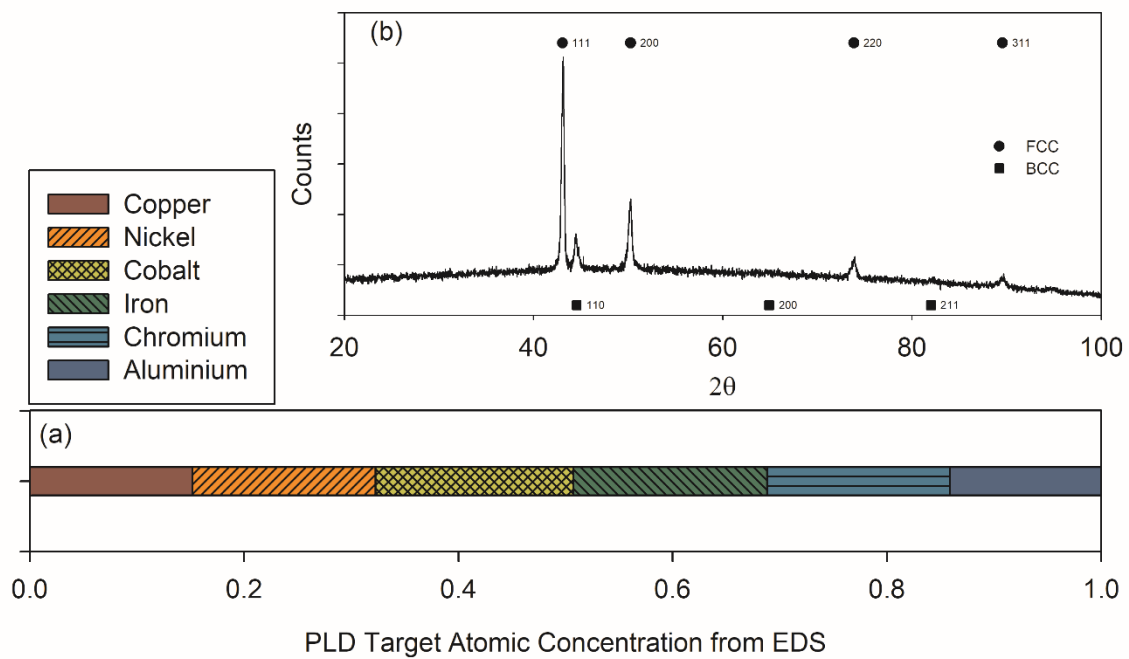 (b)
111
200
220
311
Counts
FCC
BCC
110
200
211
20
40
60
80
100
2θ
Copper
Nickel
Cobalt
Iron
Chromium
Aluminium
(a)
0.0
0.2
0.4
0.6
0.8
1.0
PLD Target Atomic Concentration from EDS